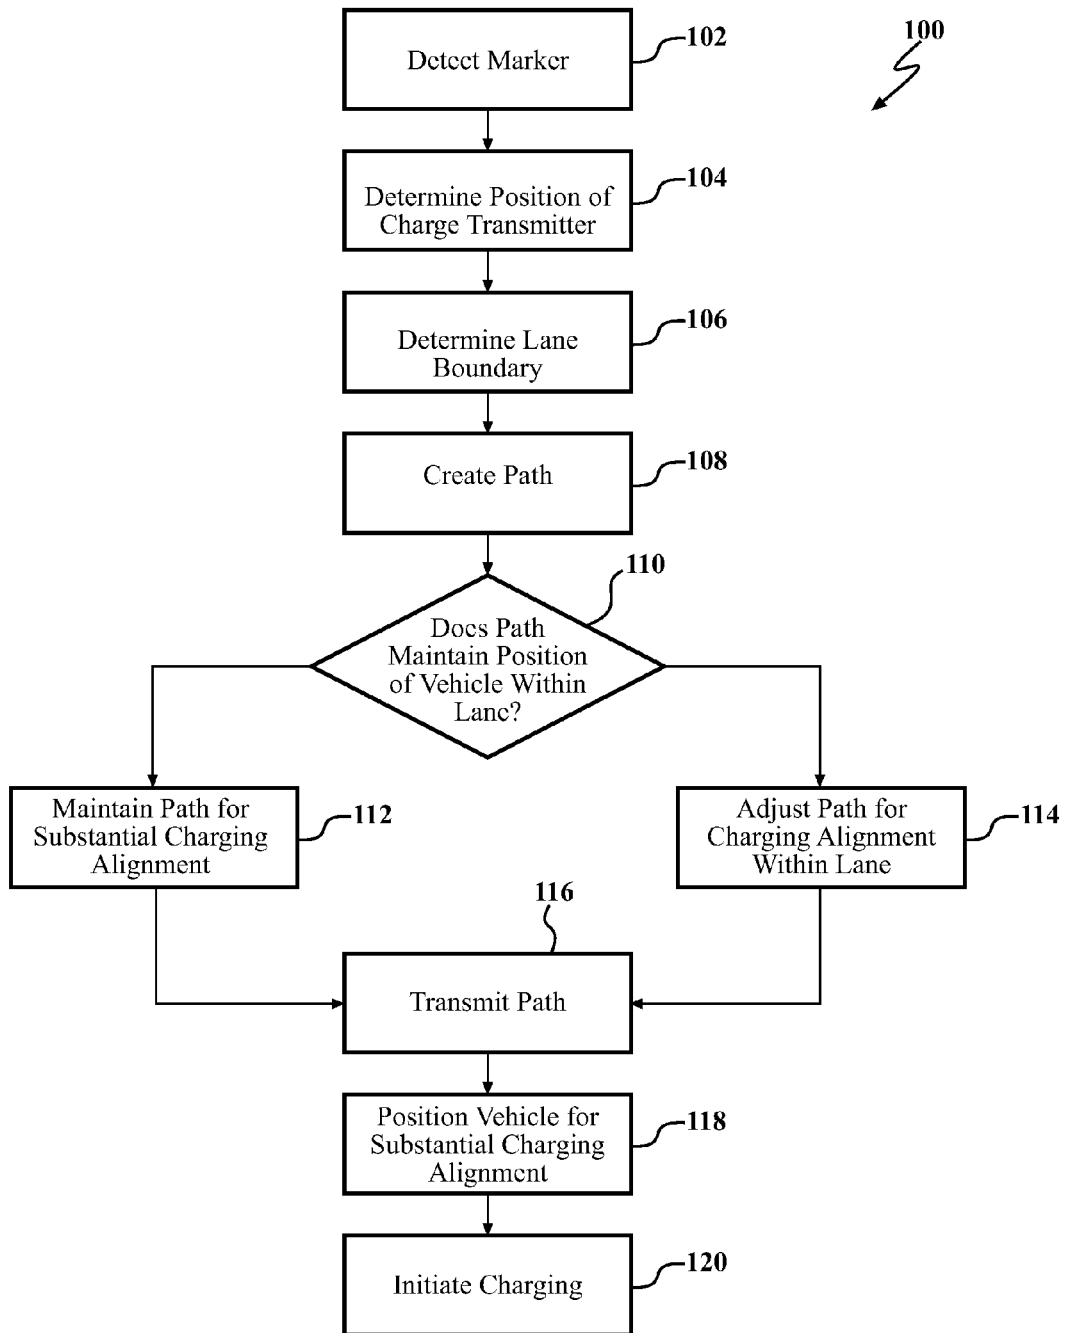 100
Detect Marker
102
Determine Position of
Charge Transmitter
104
Determine Lane
Boundary
106
Create Path
108
110
Does Path
Maintain Position
of Vehicle Within
Lane?
Maintain Path for
Substantial Charging
Alignment
112
Adjust Path for
Charging Alignment
Within Lane
114
116
Transmit Path
Position Vehicle for
Substantial Charging
Alignment
118
Initiate Charging
120